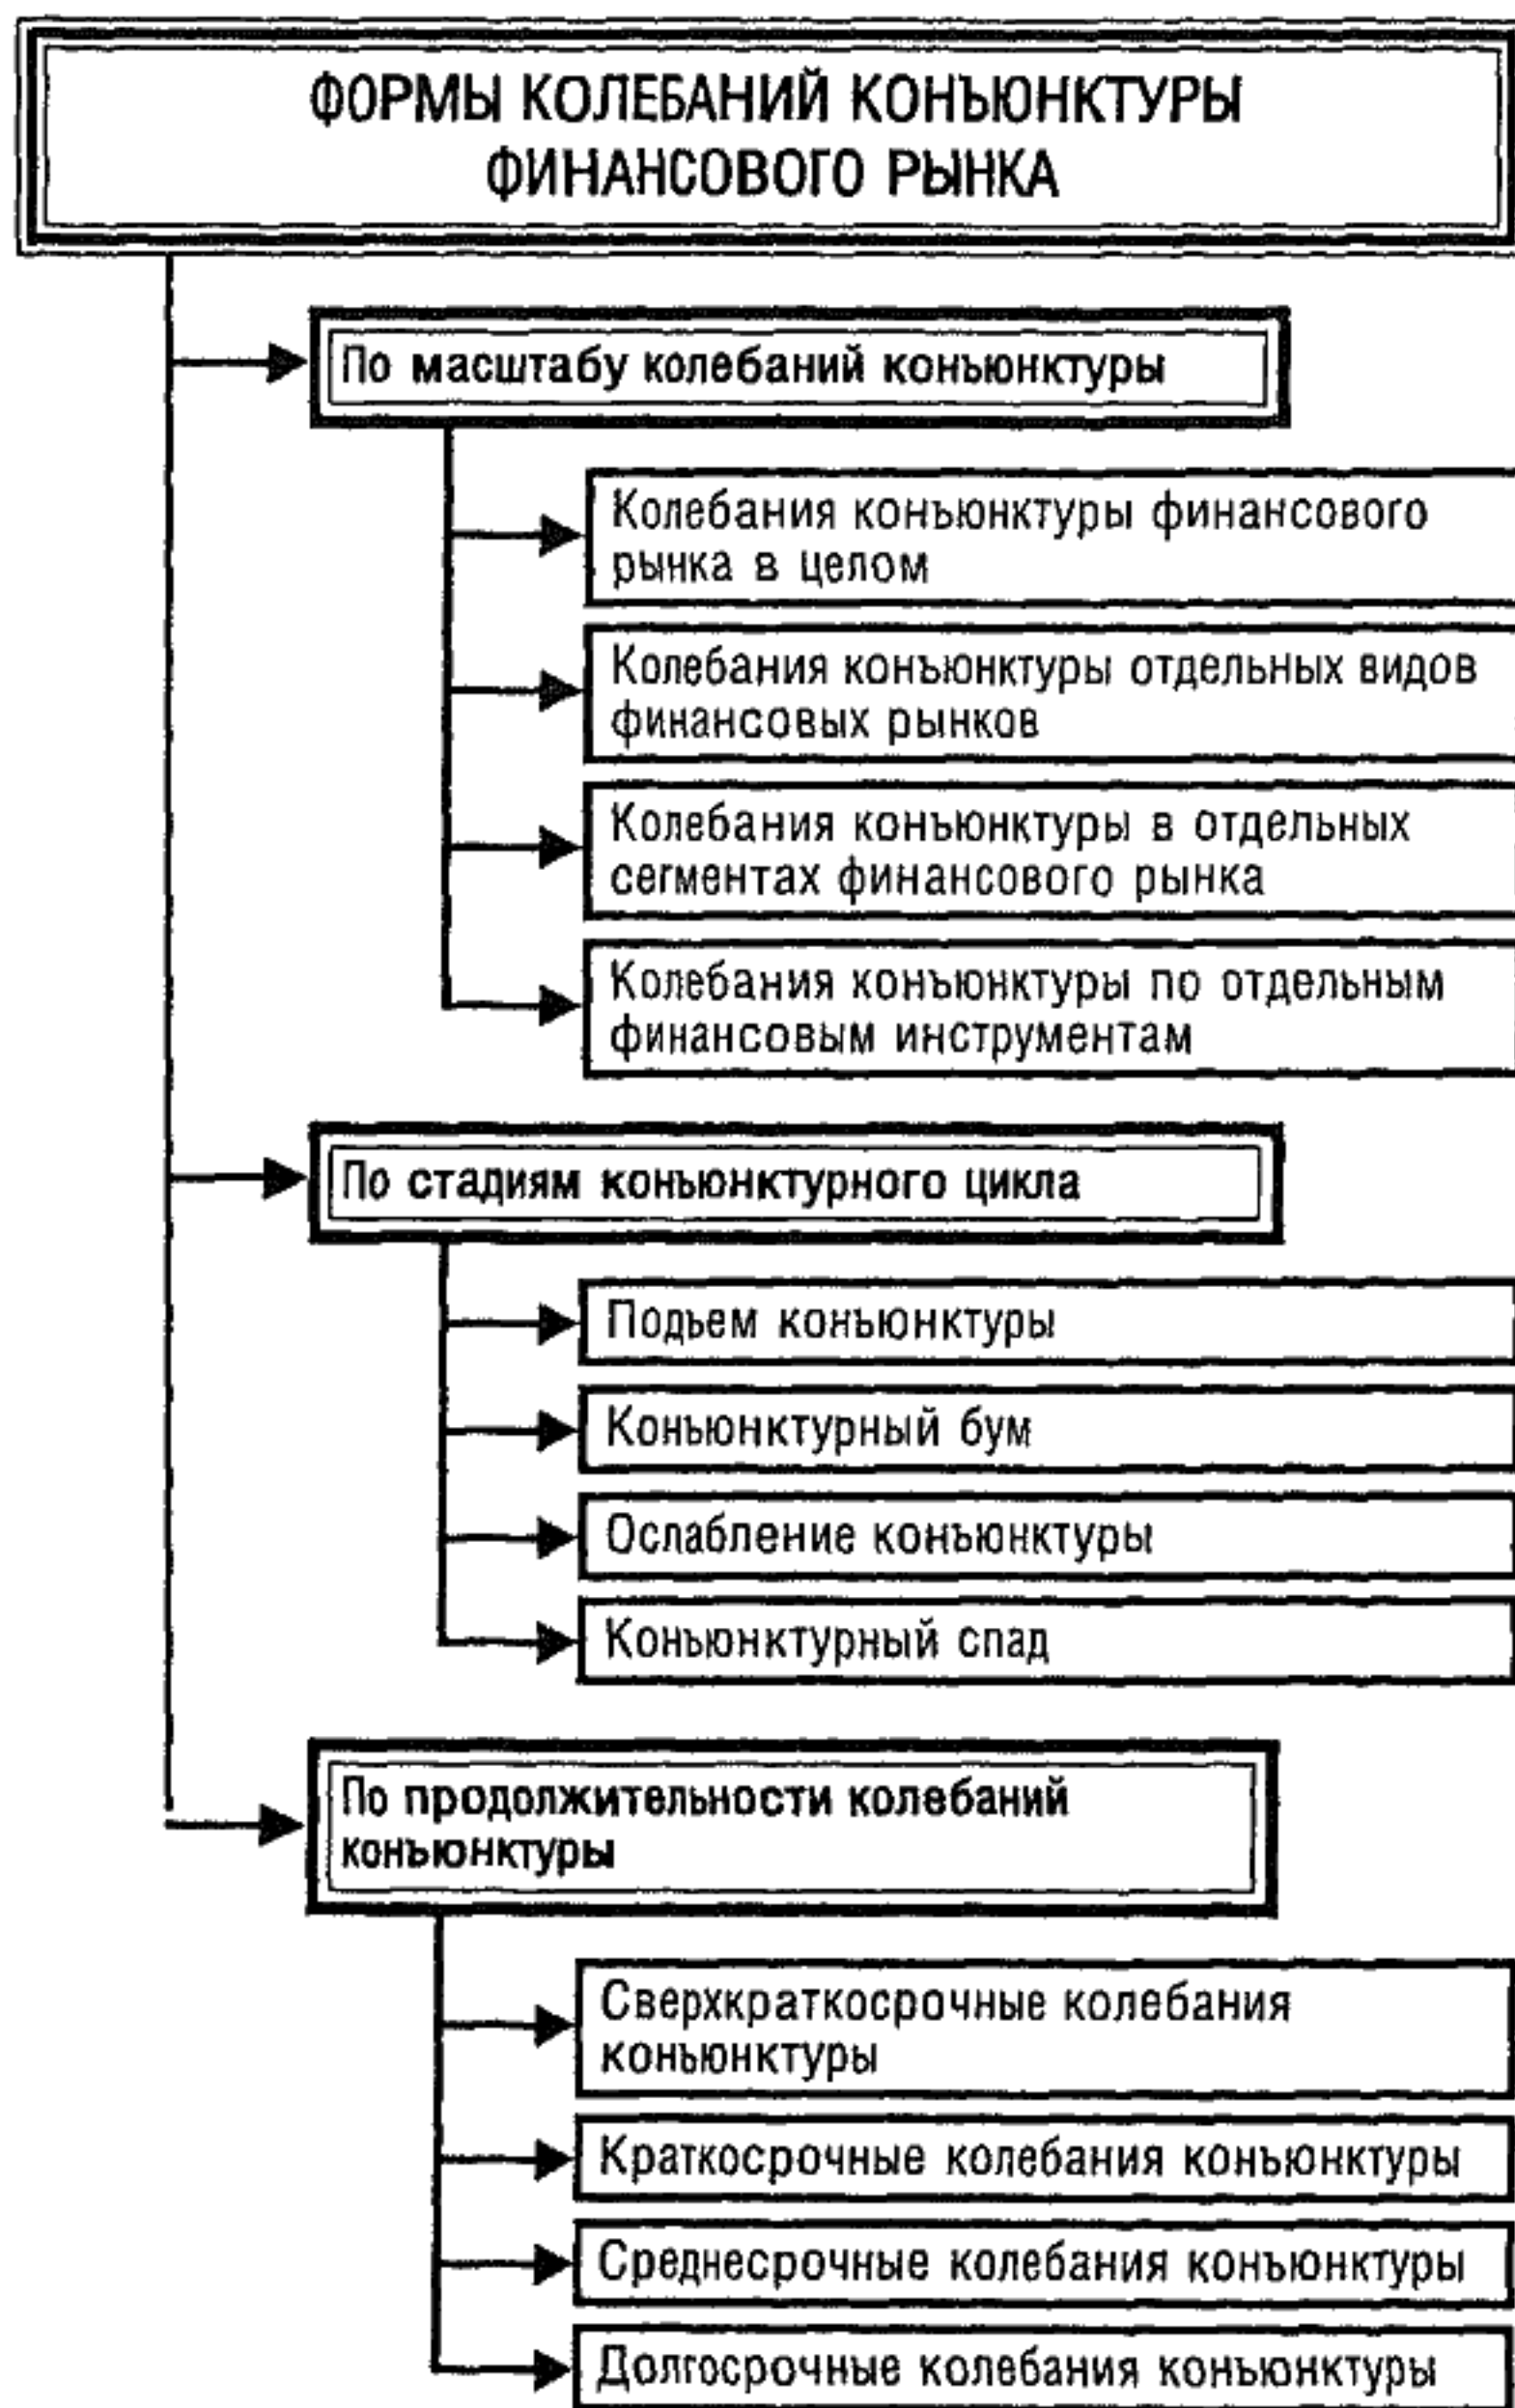 ФОРМЫ КОЛЕБАНИЙ КОНЪЮНКТУРЫ
ФИНАНСОВОГО РЫНКА
По масштабу колебаний конъюнктуры
Колебания конъюнктуры финансового
рынка в целом
Колебания конъюнктуры отдельных видов
финансовых рынков
Колебания конъюнктуры в отдельных
сегментах финансового рынка
Колебания конъюнктуры по отдельным
финансовым инструментам
По стадиям конъюнктурного цикла
Подъем конъюнктуры
Конъюнктурный бум
Ослабление конъюнктуры
Конъюнктурный спад
По продолжительности колебаний
конъюнктуры
Сверхкраткосрочные колебания
конъюнктуры
Краткосрочные колебания конъюнктуры
Среднесрочные колебания конъюнктуры
Долгосрочные колебания конъюнктуры